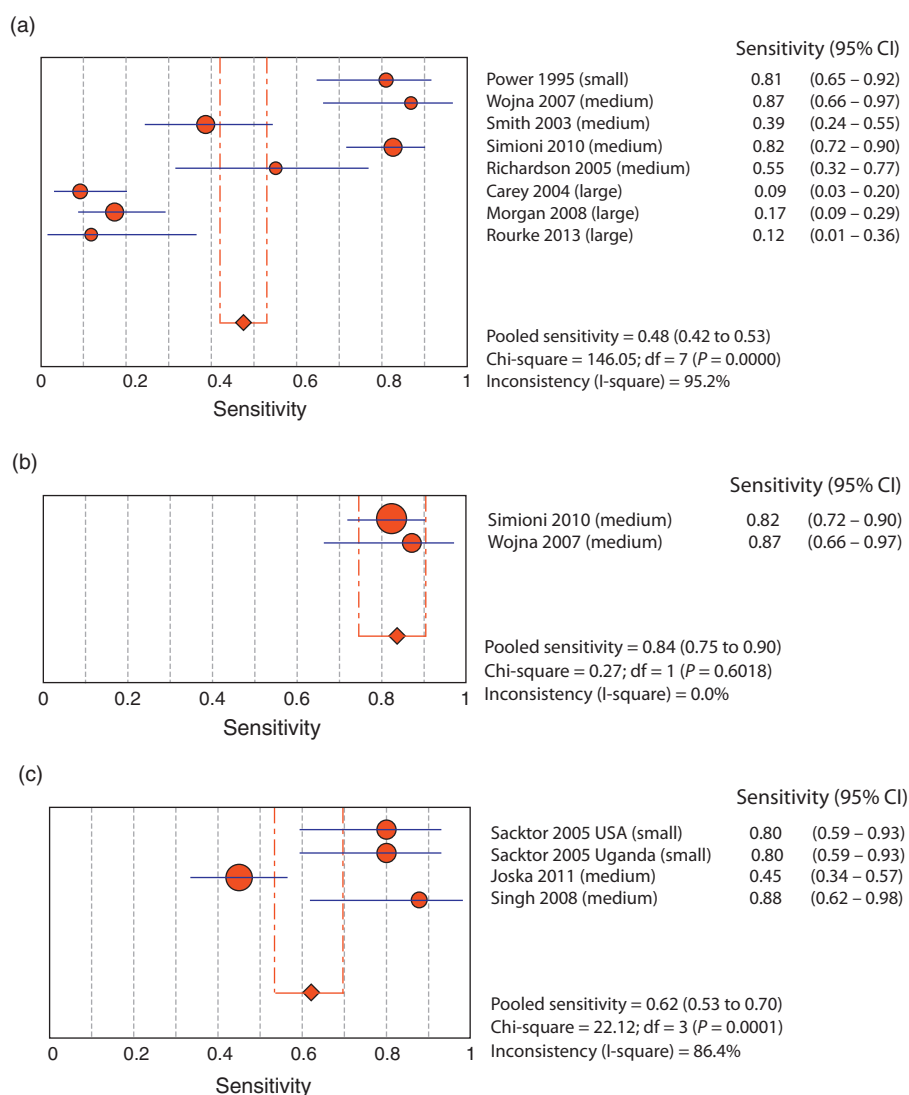 (a)
Sensitivity (95% CI)
Power 1995 (small) 0.81 (0.65 – 0.92)
Wojna 2007 (medium) 0.87 (0.66 – 0.97)
Smith 2003 (medium) 0.39 (0.24 – 0.55)
Simioni 2010 (medium) 0.82 (0.72 – 0.90)
Richardson 2005 (medium) 0.55 (0.32 – 0.77)
Carey 2004 (large) 0.09 (0.03 – 0.20)
Morgan 2008 (large) 0.17 (0.09 – 0.29)
Rourke 2013 (large) 0.12 (0.01 – 0.36)
Pooled sensitivity = 0.48 (0.42 to 0.53)
Chi-square = 146.05; df = 7 (P = 0.0000)
Inconsistency (I-square) = 95.2%
0 0.2 0.4 0.6 0.8 1
Sensitivity
(b)
Sensitivity (95% CI)
Simioni 2010 (medium) 0.82 (0.72 – 0.90)
Wojna 2007 (medium) 0.87 (0.66 – 0.97)
Pooled sensitivity = 0.84 (0.75 to 0.90)
Chi-square = 0.27; df = 1 (P = 0.6018)
Inconsistency (I-square) = 0.0%
0 0.2 0.4 0.6 0.8 1
Sensitivity
(c)
Sensitivity (95% CI)
Sacktor 2005 USA (small) 0.80 (0.59 – 0.93)
Sacktor 2005 Uganda (small) 0.80 (0.59 – 0.93)
Joska 2011 (medium) 0.45 (0.34 – 0.57)
Singh 2008 (medium) 0.88 (0.62 – 0.98)
Pooled sensitivity = 0.62 (0.53 to 0.70)
Chi-square = 22.12; df = 3 (P = 0.0001)
Inconsistency (I-square) = 86.4%
0 0.2 0.4 0.6 0.8 1
Sensitivity